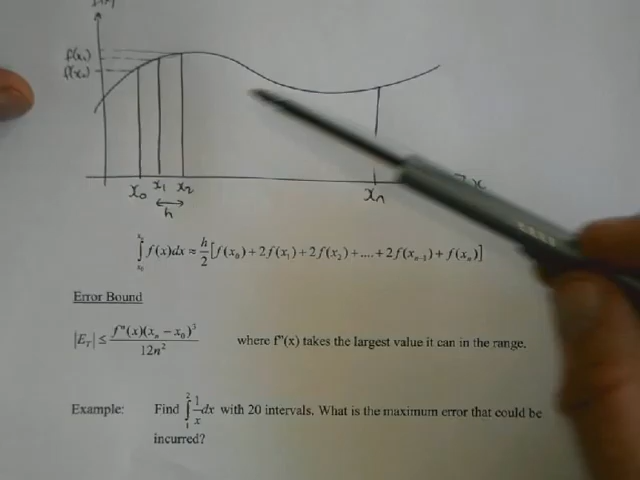 f(x₁)
f(x₀)
x₀ x₁ x₂ xₙ
h
∫ f(x)dx ≈ h/2 [f(x₀) + 2f(x₁) + 2f(x₂) + .... + 2f(xₙ₋₁) + f(xₙ)]
Error Bound
|E_T| ≤ f''(x)(xₙ − x₀)³ / 12n² where f''(x) takes the largest value it can in the range.
Example: Find ∫₁² 1/x dx with 20 intervals. What is the maximum error that could be
incurred?